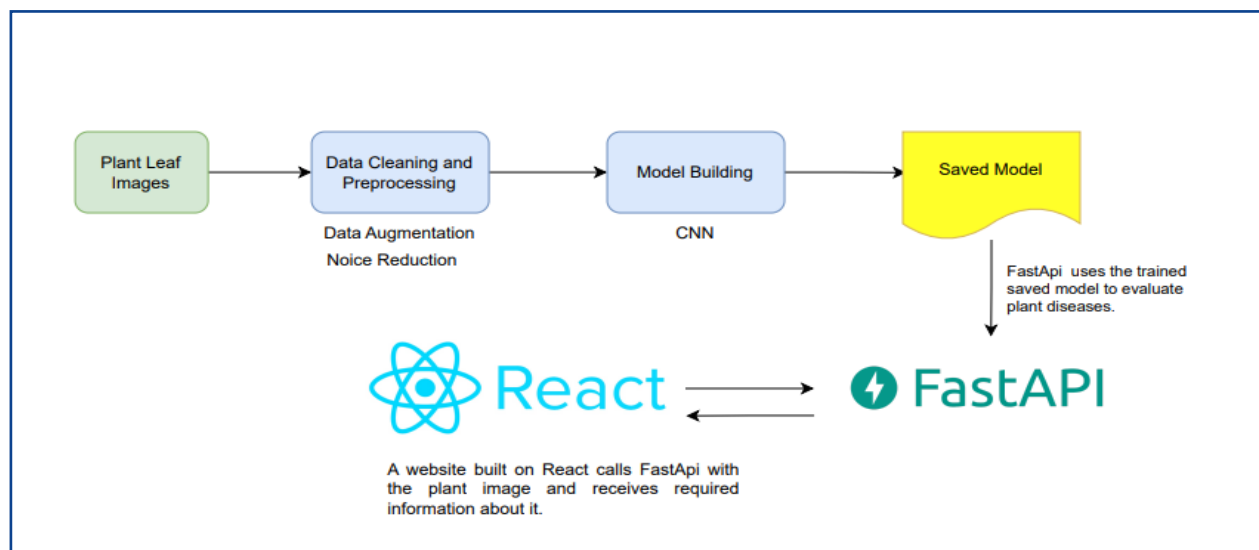 Plant Leaf
Images
Data Cleaning and
Preprocessing
Data Augmentation
Noice Reduction
Model Building
CNN
Saved Model
FastApi uses the trained
saved model to evaluate
plant diseases.
React
FastAPI
A website built on React calls FastApi with
the plant image and receives required
information about it.